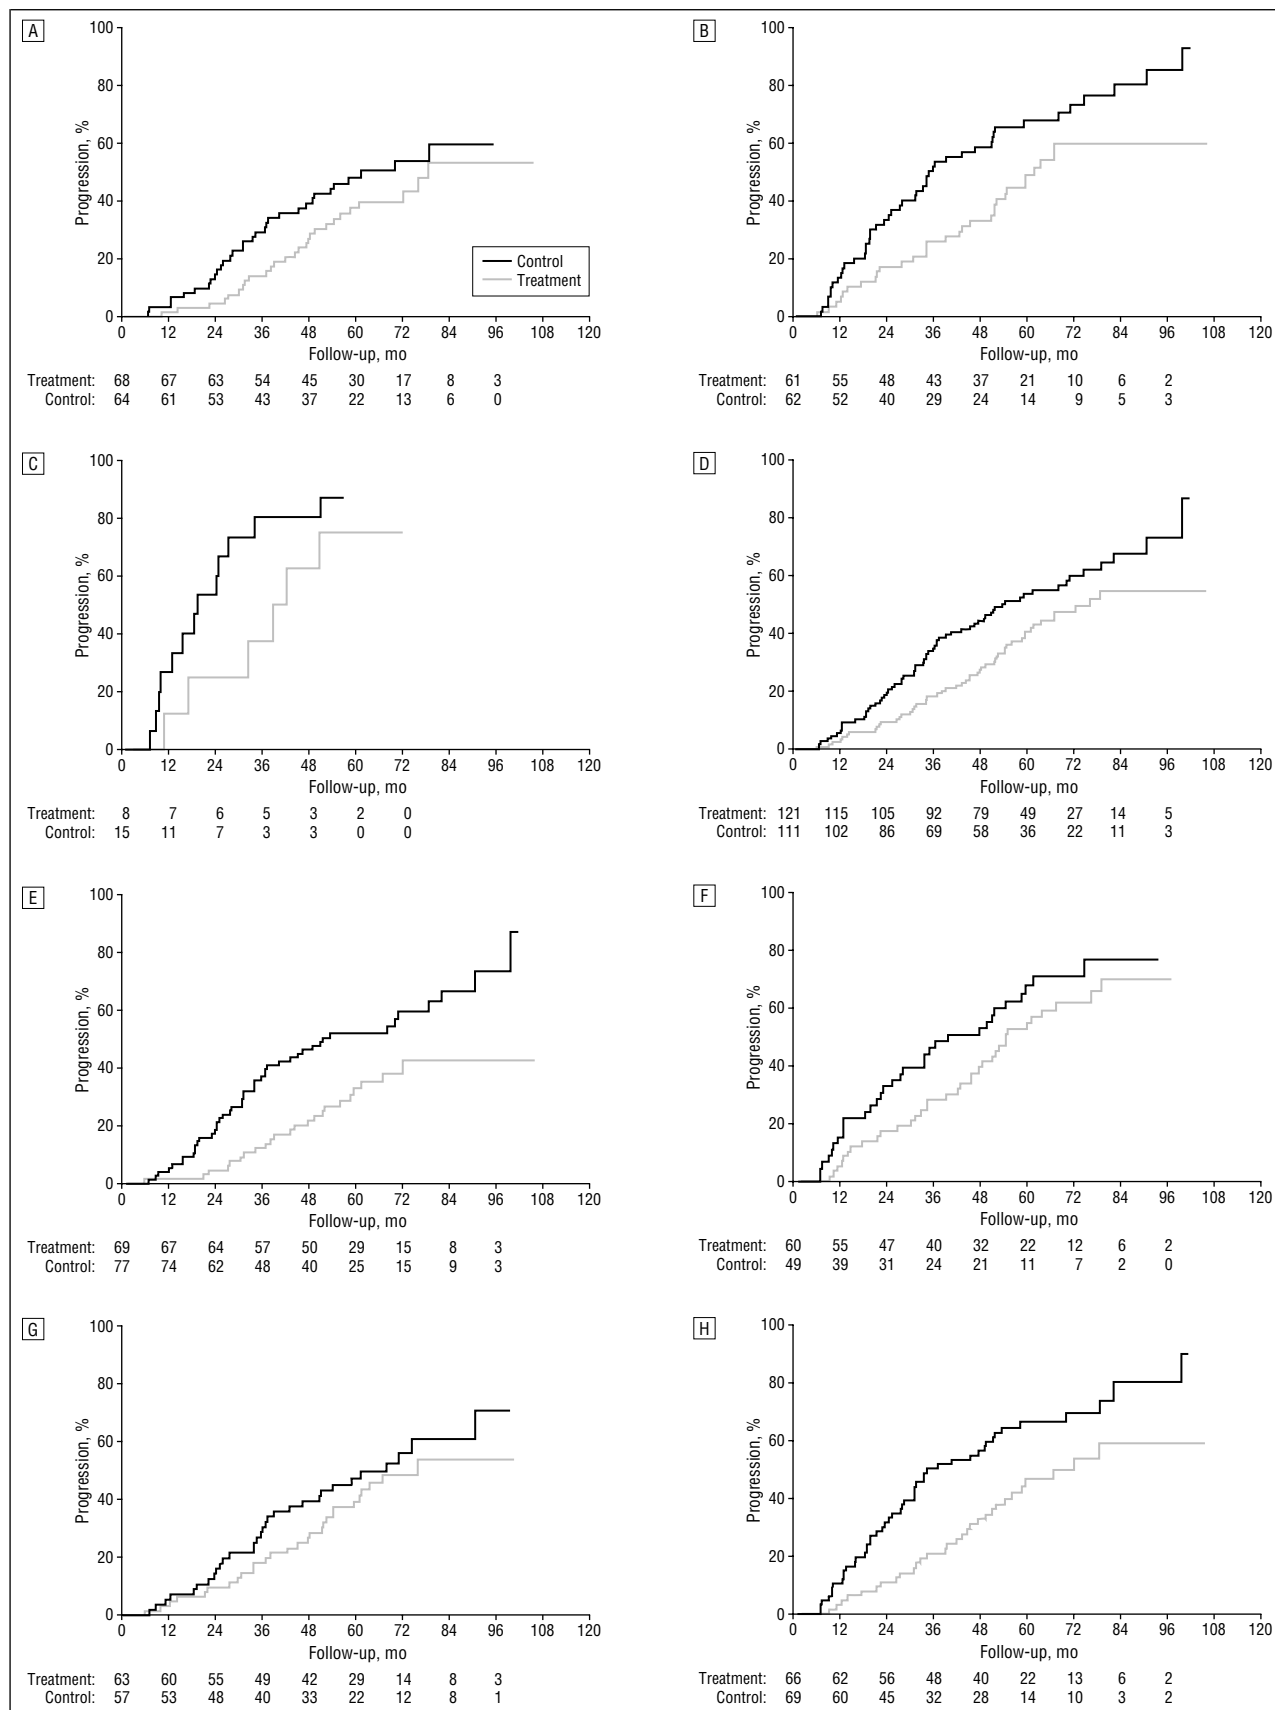 A
100
80
60
40
20
0
Progression, %
Control
Treatment
0 12 24 36 48 60 72 84 96 108 120
Follow-up, mo
Treatment: 68 67 63 54 45 30 17 8 3
Control: 64 61 53 43 37 22 13 6 0
B
100
80
60
40
20
0
Progression, %
0 12 24 36 48 60 72 84 96 108 120
Follow-up, mo
Treatment: 61 55 48 43 37 21 10 6 2
Control: 62 52 40 29 24 14 9 5 3
C
100
80
60
40
20
0
Progression, %
0 12 24 36 48 60 72 84 96 108 120
Follow-up, mo
Treatment: 8 7 6 5 3 2 0
Control: 15 11 7 3 3 0 0
D
100
80
60
40
20
0
Progression, %
0 12 24 36 48 60 72 84 96 108 120
Follow-up, mo
Treatment: 121 115 105 92 79 49 27 14 5
Control: 111 102 86 69 58 36 22 11 3
E
100
80
60
40
20
0
Progression, %
0 12 24 36 48 60 72 84 96 108 120
Follow-up, mo
Treatment: 69 67 64 57 50 29 15 8 3
Control: 77 74 62 48 40 25 15 9 3
F
100
80
60
40
20
0
Progression, %
0 12 24 36 48 60 72 84 96 108 120
Follow-up, mo
Treatment: 60 55 47 40 32 22 12 6 2
Control: 49 39 31 24 21 11 7 2 0
G
100
80
60
40
20
0
Progression, %
0 12 24 36 48 60 72 84 96 108 120
Follow-up, mo
Treatment: 63 60 55 49 42 29 14 8 3
Control: 57 53 48 40 33 22 12 8 1
H
100
80
60
40
20
0
Progression, %
0 12 24 36 48 60 72 84 96 108 120
Follow-up, mo
Treatment: 66 62 56 48 40 22 13 6 2
Control: 69 60 45 32 28 14 10 3 2